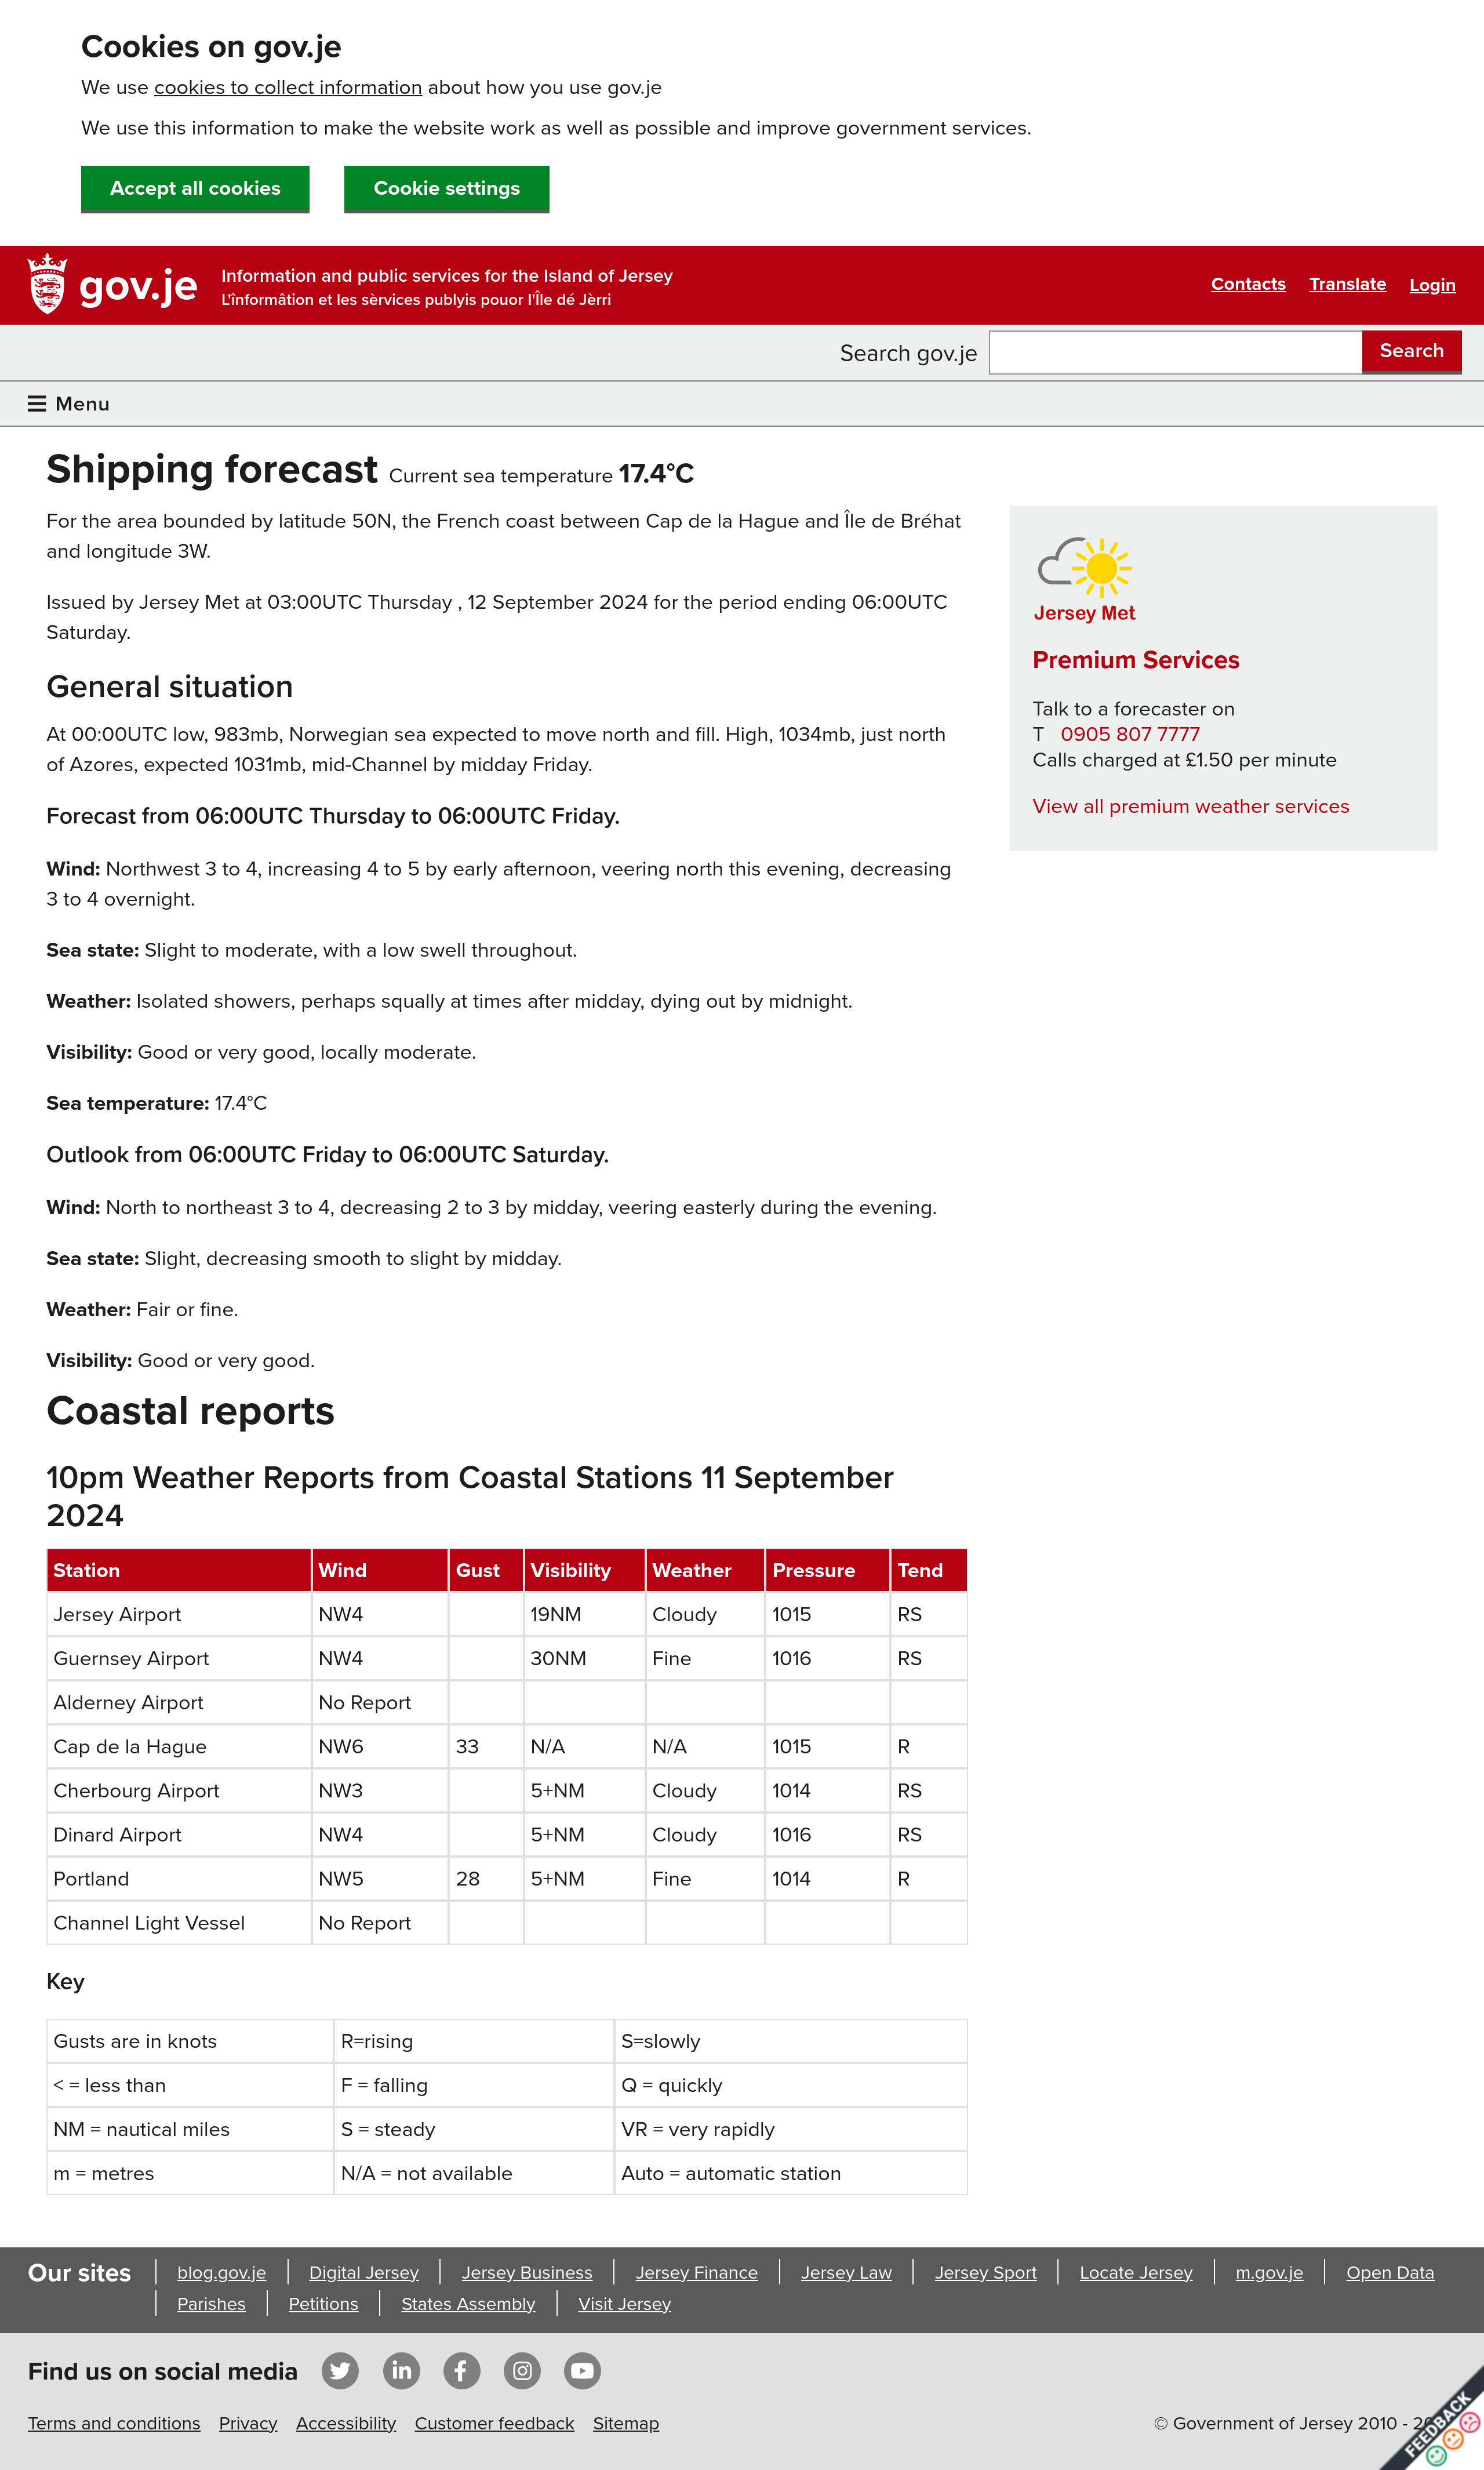 Cookies on gov.je
We use cookies to collect information about how you use gov.je
We use this information to make the website work as well as possible and improve government services.
Accept all cookies
Cookie settings
gov.je
Information and public services for the Island of Jersey
L'înformâtion et les sèrvices publyis pouor I'Île dé Jèrri
Contacts
Translate
Login
Search gov.je
Search
Menu
Shipping forecast Current sea temperature 17.4°C
For the area bounded by latitude 50N, the French coast between Cap de la Hague and Île de Bréhat
and longitude 3W.
Issued by Jersey Met at 03:00UTC Thursday , 12 September 2024 for the period ending 06:00UTC
Saturday.
General situation
At 00:00UTC low, 983mb, Norwegian sea expected to move north and fill. High, 1034mb, just north
of Azores, expected 1031mb, mid-Channel by midday Friday.
Forecast from 06:00UTC Thursday to 06:00UTC Friday.
Wind: Northwest 3 to 4, increasing 4 to 5 by early afternoon, veering north this evening, decreasing
3 to 4 overnight.
Sea state: Slight to moderate, with a low swell throughout.
Weather: Isolated showers, perhaps squally at times after midday, dying out by midnight.
Visibility: Good or very good, locally moderate.
Sea temperature: 17.4°C
Outlook from 06:00UTC Friday to 06:00UTC Saturday.
Wind: North to northeast 3 to 4, decreasing 2 to 3 by midday, veering easterly during the evening.
Sea state: Slight, decreasing smooth to slight by midday.
Weather: Fair or fine.
Visibility: Good or very good.
Jersey Met
Premium Services
Talk to a forecaster on
T 0905 807 7777
Calls charged at £1.50 per minute
View all premium weather services
Coastal reports
10pm Weather Reports from Coastal Stations 11 September
2024
Station Wind Gust Visibility Weather Pressure Tend
Jersey Airport NW4 19NM Cloudy 1015 RS
Guernsey Airport NW4 30NM Fine 1016 RS
Alderney Airport No Report
Cap de la Hague NW6 33 N/A N/A 1015 R
Cherbourg Airport NW3 5+NM Cloudy 1014 RS
Dinard Airport NW4 5+NM Cloudy 1016 RS
Portland NW5 28 5+NM Fine 1014 R
Channel Light Vessel No Report
Key
Gusts are in knots R=rising S=slowly
< = less than F = falling Q = quickly
NM = nautical miles S = steady VR = very rapidly
m = metres N/A = not available Auto = automatic station
Our sites blog.gov.je Digital Jersey Jersey Business Jersey Finance Jersey Law Jersey Sport Locate Jersey m.gov.je Open Data
Parishes Petitions States Assembly Visit Jersey
Find us on social media
Terms and conditions Privacy Accessibility Customer feedback Sitemap
© Government of Jersey 2010 -
FEEDBACK